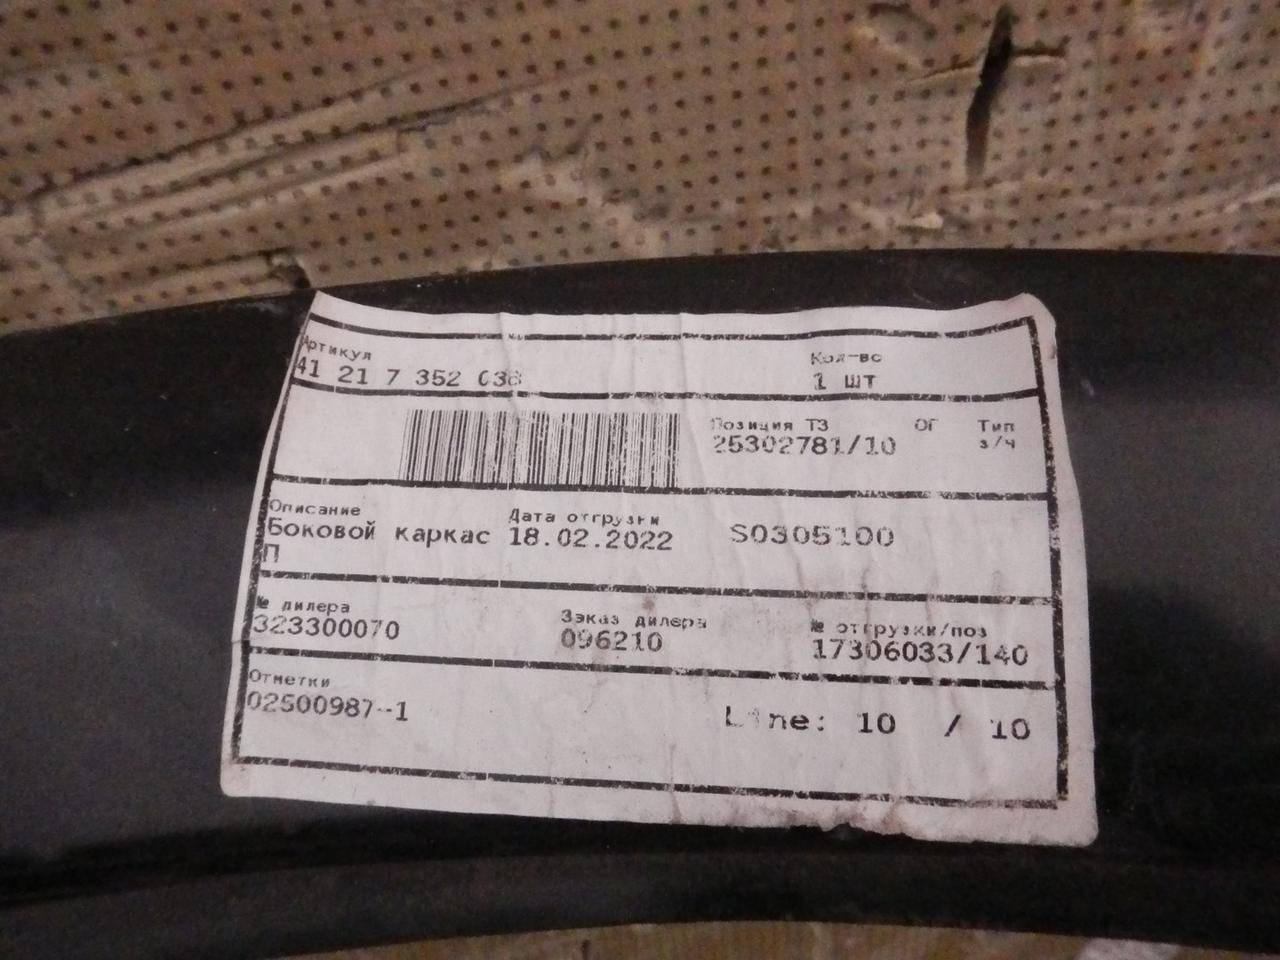 Артикул
41 21 7 352 038
Кол-во
1 шт
Позиция ТЗ ОГ Тип
25302781/10 з/ч
Описание
Боковой каркас
П
Дата отгрузки
18.02.2022
S0305100
№ дилера
323300070
Заказ дилера
096210
№ отгрузки/поз
17306033/140
Отметки
02500987-1
Line: 10 / 10